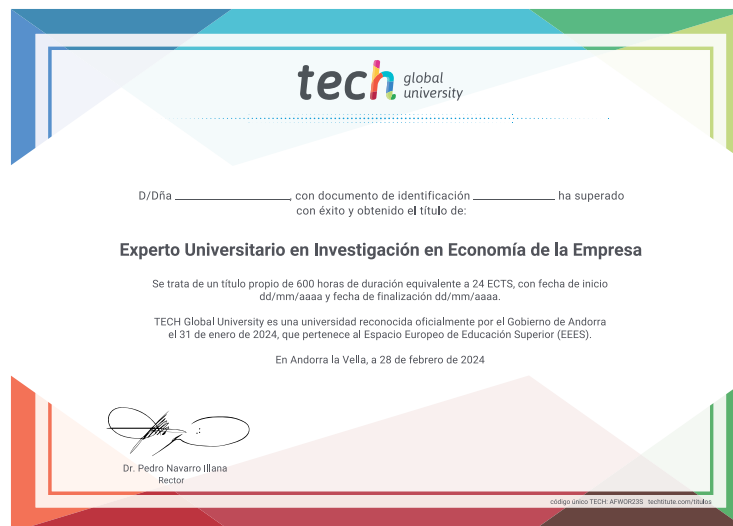 tech global university
D/Dña ______________, con documento de identificación __________ ha superado
con éxito y obtenido el título de:
Experto Universitario en Investigación en Economía de la Empresa
Se trata de un título propio de 600 horas de duración equivalente a 24 ECTS, con fecha de inicio
dd/mm/aaaa y fecha de finalización dd/mm/aaaa.
TECH Global University es una universidad reconocida oficialmente por el Gobierno de Andorra
el 31 de enero de 2024, que pertenece al Espacio Europeo de Educación Superior (EEES).
En Andorra la Vella, a 28 de febrero de 2024
Dr. Pedro Navarro Illana
Rector
código único TECH: AFWOR23S techtitute.com/titulos